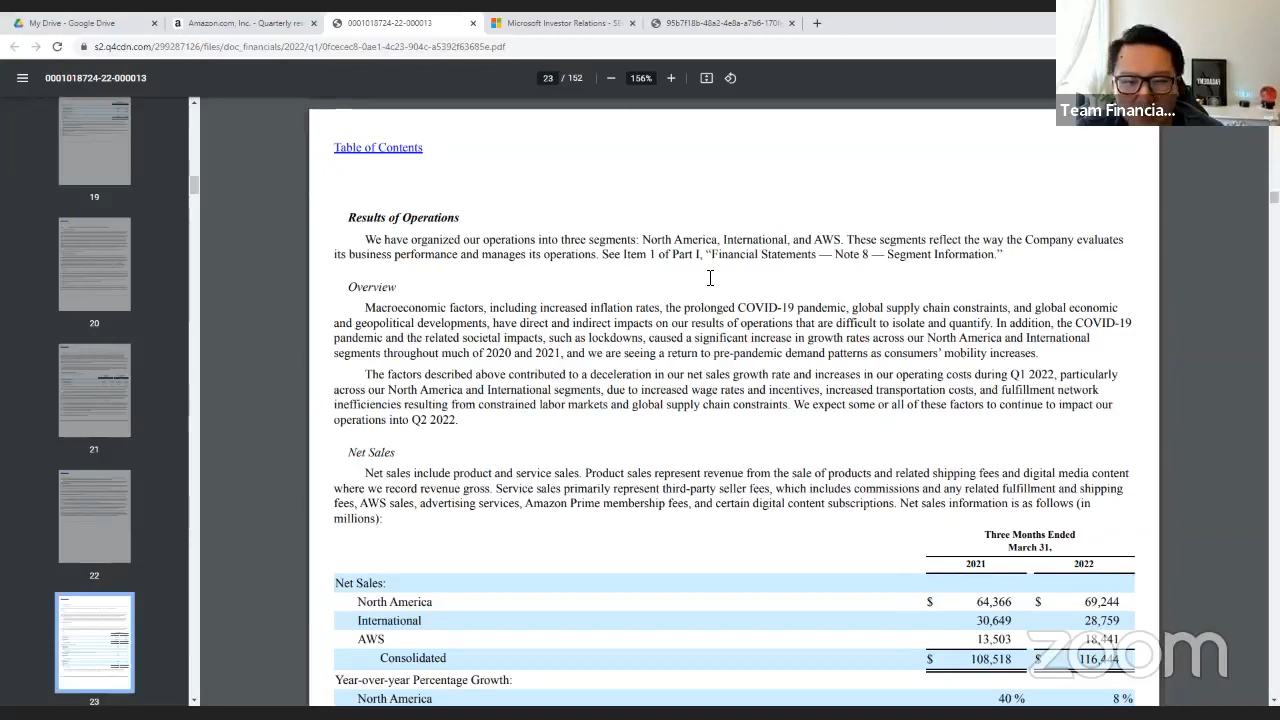 My Drive - Google Drive
Amazon.com, Inc. - Quarterly re
0001018724-22-000013
Microsoft Investor Relations - SE
95b7f18b-48a2-4e8a-a7b6-170f
s2.q4cdn.com/299287126/files/doc_financials/2022/q1/0fcecec8-0ae1-4c23-904c-a5392f63685e.pdf
0001018724-22-000013
23 / 152
156%
Team Financia...
19
20
21
22
23
Table of Contents
Results of Operations
We have organized our operations into three segments: North America, International, and AWS. These segments reflect the way the Company evaluates
its business performance and manages its operations. See Item 1 of Part I, “Financial Statements — Note 8 — Segment Information.”
Overview
Macroeconomic factors, including increased inflation rates, the prolonged COVID-19 pandemic, global supply chain constraints, and global economic
and geopolitical developments, have direct and indirect impacts on our results of operations that are difficult to isolate and quantify. In addition, the COVID-19
pandemic and the related societal impacts, such as lockdowns, caused a significant increase in growth rates across our North America and International
segments throughout much of 2020 and 2021, and we are seeing a return to pre-pandemic demand patterns as consumers’ mobility increases.
The factors described above contributed to a deceleration in our net sales growth rate and increases in our operating costs during Q1 2022, particularly
across our North America and International segments, due to increased wage rates and incentives, increased transportation costs, and fulfillment network
inefficiencies resulting from constrained labor markets and global supply chain constraints. We expect some or all of these factors to continue to impact our
operations into Q2 2022.
Net Sales
Net sales include product and service sales. Product sales represent revenue from the sale of products and related shipping fees and digital media content
where we record revenue gross. Service sales primarily represent third-party seller fees, which includes commissions and any related fulfillment and shipping
fees, AWS sales, advertising services, Amazon Prime membership fees, and certain digital content subscriptions. Net sales information is as follows (in
millions):
Three Months Ended
March 31,
2021 2022
Net Sales:
North America $ 64,366 $ 69,244
International 30,649 28,759
AWS 13,503 18,441
Consolidated $ 108,518 $ 116,444
Year-over-year Percentage Growth:
North America 40 % 8 %
zoom